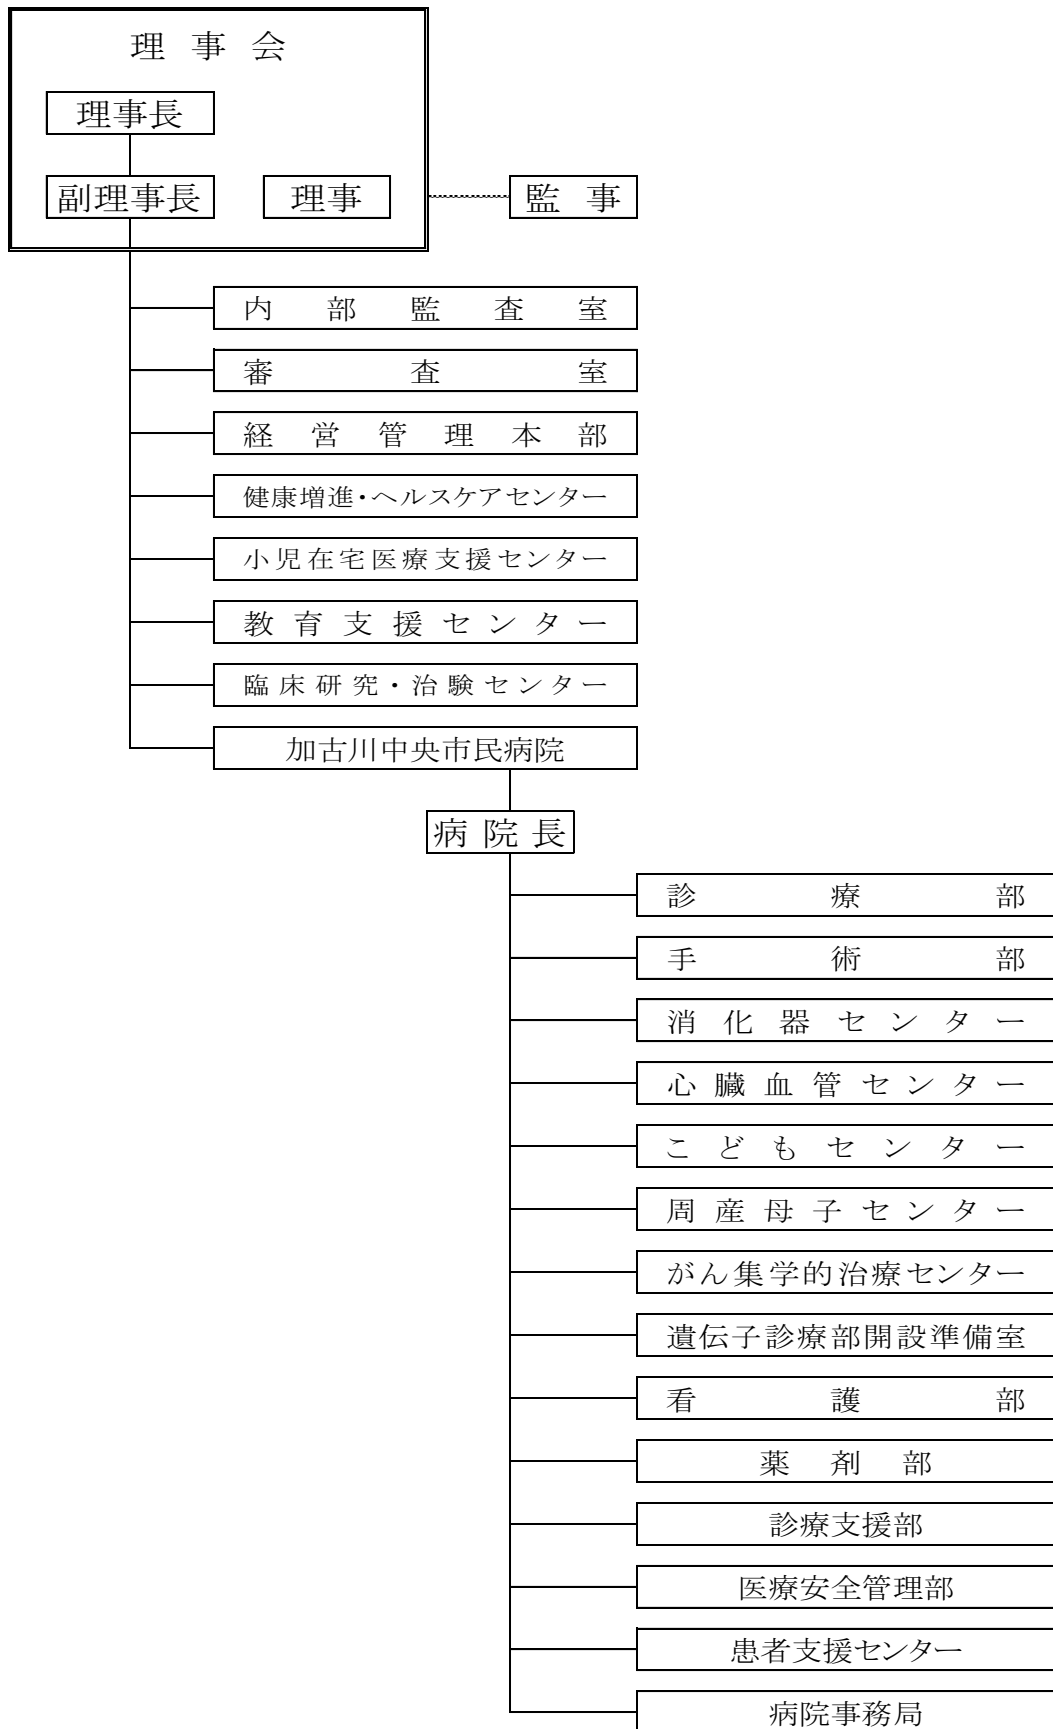 理事会
理事長
副理事長 理事 監事
内部監査室
審査室
経営管理本部
健康増進・ヘルスケアセンター
小児在宅医療支援センター
教育支援センター
臨床研究・治験センター
加古川中央市民病院
病院長
診療部
手術部
消化器センター
心臓血管センター
こどもセンター
周産母子センター
がん集学的治療センター
遺伝子診療部開設準備室
看護部
薬剤部
診療支援部
医療安全管理部
患者支援センター
病院事務局